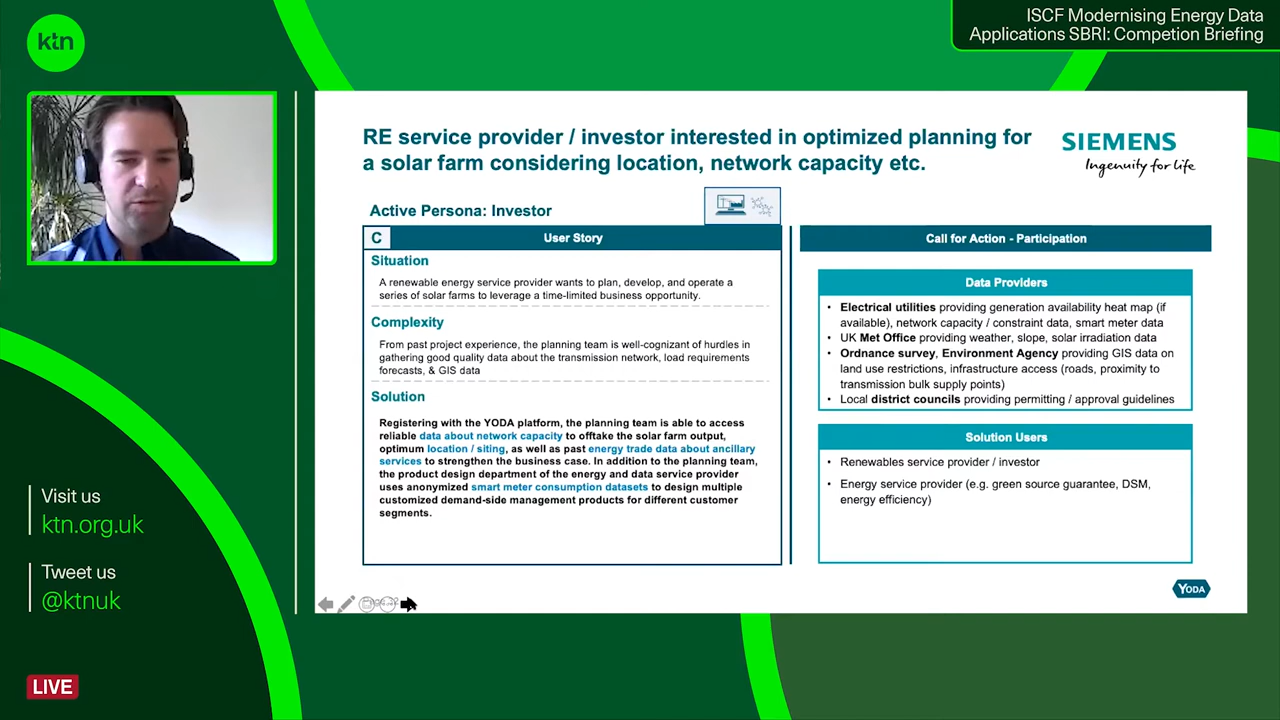 ktn
ISCF Modernising Energy Data
Applications SBRI: Competion Briefing
RE service provider / investor interested in optimized planning for
a solar farm considering location, network capacity etc.
SIEMENS
Ingenuity for life
Active Persona: Investor
C
User Story
Situation
A renewable energy service provider wants to plan, develop, and operate a
series of solar farms to leverage a time-limited business opportunity.
Complexity
From past project experience, the planning team is well-cognizant of hurdles in
gathering good quality data about the transmission network, load requirements
forecasts, & GIS data
Solution
Registering with the YODA platform, the planning team is able to access
reliable data about network capacity to offtake the solar farm output,
optimum location / siting, as well as past energy trade data about ancillary
services to strengthen the business case. In addition to the planning team,
the product design department of the energy and data service provider
uses anonymized smart meter consumption datasets to design multiple
customized demand-side management products for different customer
segments.
Call for Action - Participation
Data Providers
• Electrical utilities providing generation availability heat map (if
available), network capacity / constraint data, smart meter data
• UK Met Office providing weather, slope, solar irradiation data
• Ordnance survey, Environment Agency providing GIS data on
land use restrictions, infrastructure access (roads, proximity to
transmission bulk supply points)
• Local district councils providing permitting / approval guidelines
Solution Users
• Renewables service provider / investor
• Energy service provider (e.g. green source guarantee, DSM,
energy efficiency)
YODA
Visit us
ktn.org.uk
Tweet us
@ktnuk
LIVE